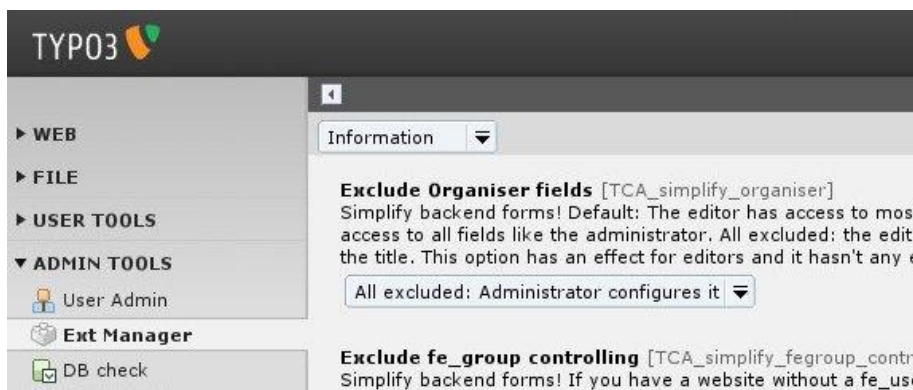 TYPO3
WEB
FILE
USER TOOLS
ADMIN TOOLS
User Admin
Ext Manager
DB check
Information
Exclude Organiser fields [TCA_simplify_organiser]
Simplify backend forms! Default: The editor has access to mos
access to all fields like the administrator. All excluded: the edit
the title. This option has an effect for editors and it hasn't any
All excluded: Administrator configures it
Exclude fe_group controlling [TCA_simplify_fegroup_contr
Simplify backend forms! If you have a website without a fe_us